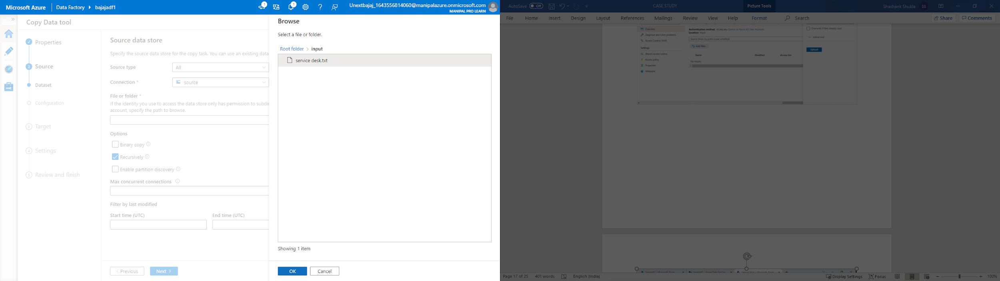 Microsoft Azure
Data Factory
bajajadf1
1
1
Unextbajaj_1643556814060@manipalazure.onmicrosoft.com
MANIPAL PRO LEARN
Copy Data tool
Properties
2 Source
Dataset
Configuration
3 Target
4 Settings
5 Review and finish
Source data store
Specify the source data store for the copy task. You can use an existing data
Source type
All
Connection *
source
File or folder *
If the identity you use to access the data store only has permission to subdir
account, specify the path to browse.
Options
Binary copy
Recursively
Enable partition discovery
Max concurrent connections
Filter by last modified
Start time (UTC)
End time (UTC)
Previous
Next
Browse
Select a file or folder.
Root folder > input
service desk.txt
Showing 1 item
OK
Cancel
AutoSave Off
CASE STUDY
Picture Tools
Shashank Shukla SS
File Home Insert Design Layout References Mailings Review View Help Format Search
Share
Comments
Overview
Diagnose and solve problems
Access Control (IAM)
Settings
Shared access tokens
Access policy
Properties
Metadata
Authentication method: Access key (Switch to Azure AD User Account)
Location: input
Search blobs by prefix (case-sensitive)
Add filter
Name Modified Access tier
No results
Overwrite if files already exist
Advanced
Upload
Page 17 of 25
401 words
English (India)
Display Settings
Focus
100%